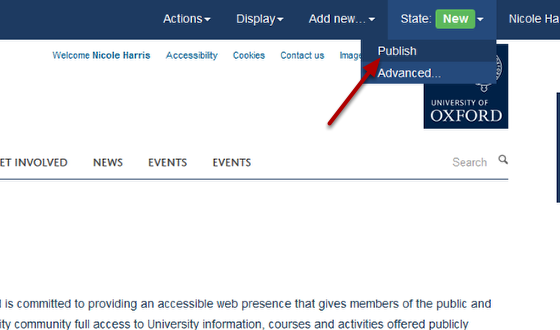 Actions Display Add new... State: New Nicole Ha
Publish
Advanced...
Welcome Nicole Harris Accessibility Cookies Contact us Image
UNIVERSITY OF
OXFORD
ET INVOLVED NEWS EVENTS EVENTS Search
is committed to providing an accessible web presence that gives members of the public and
ity community full access to University information, courses and activities offered publicly